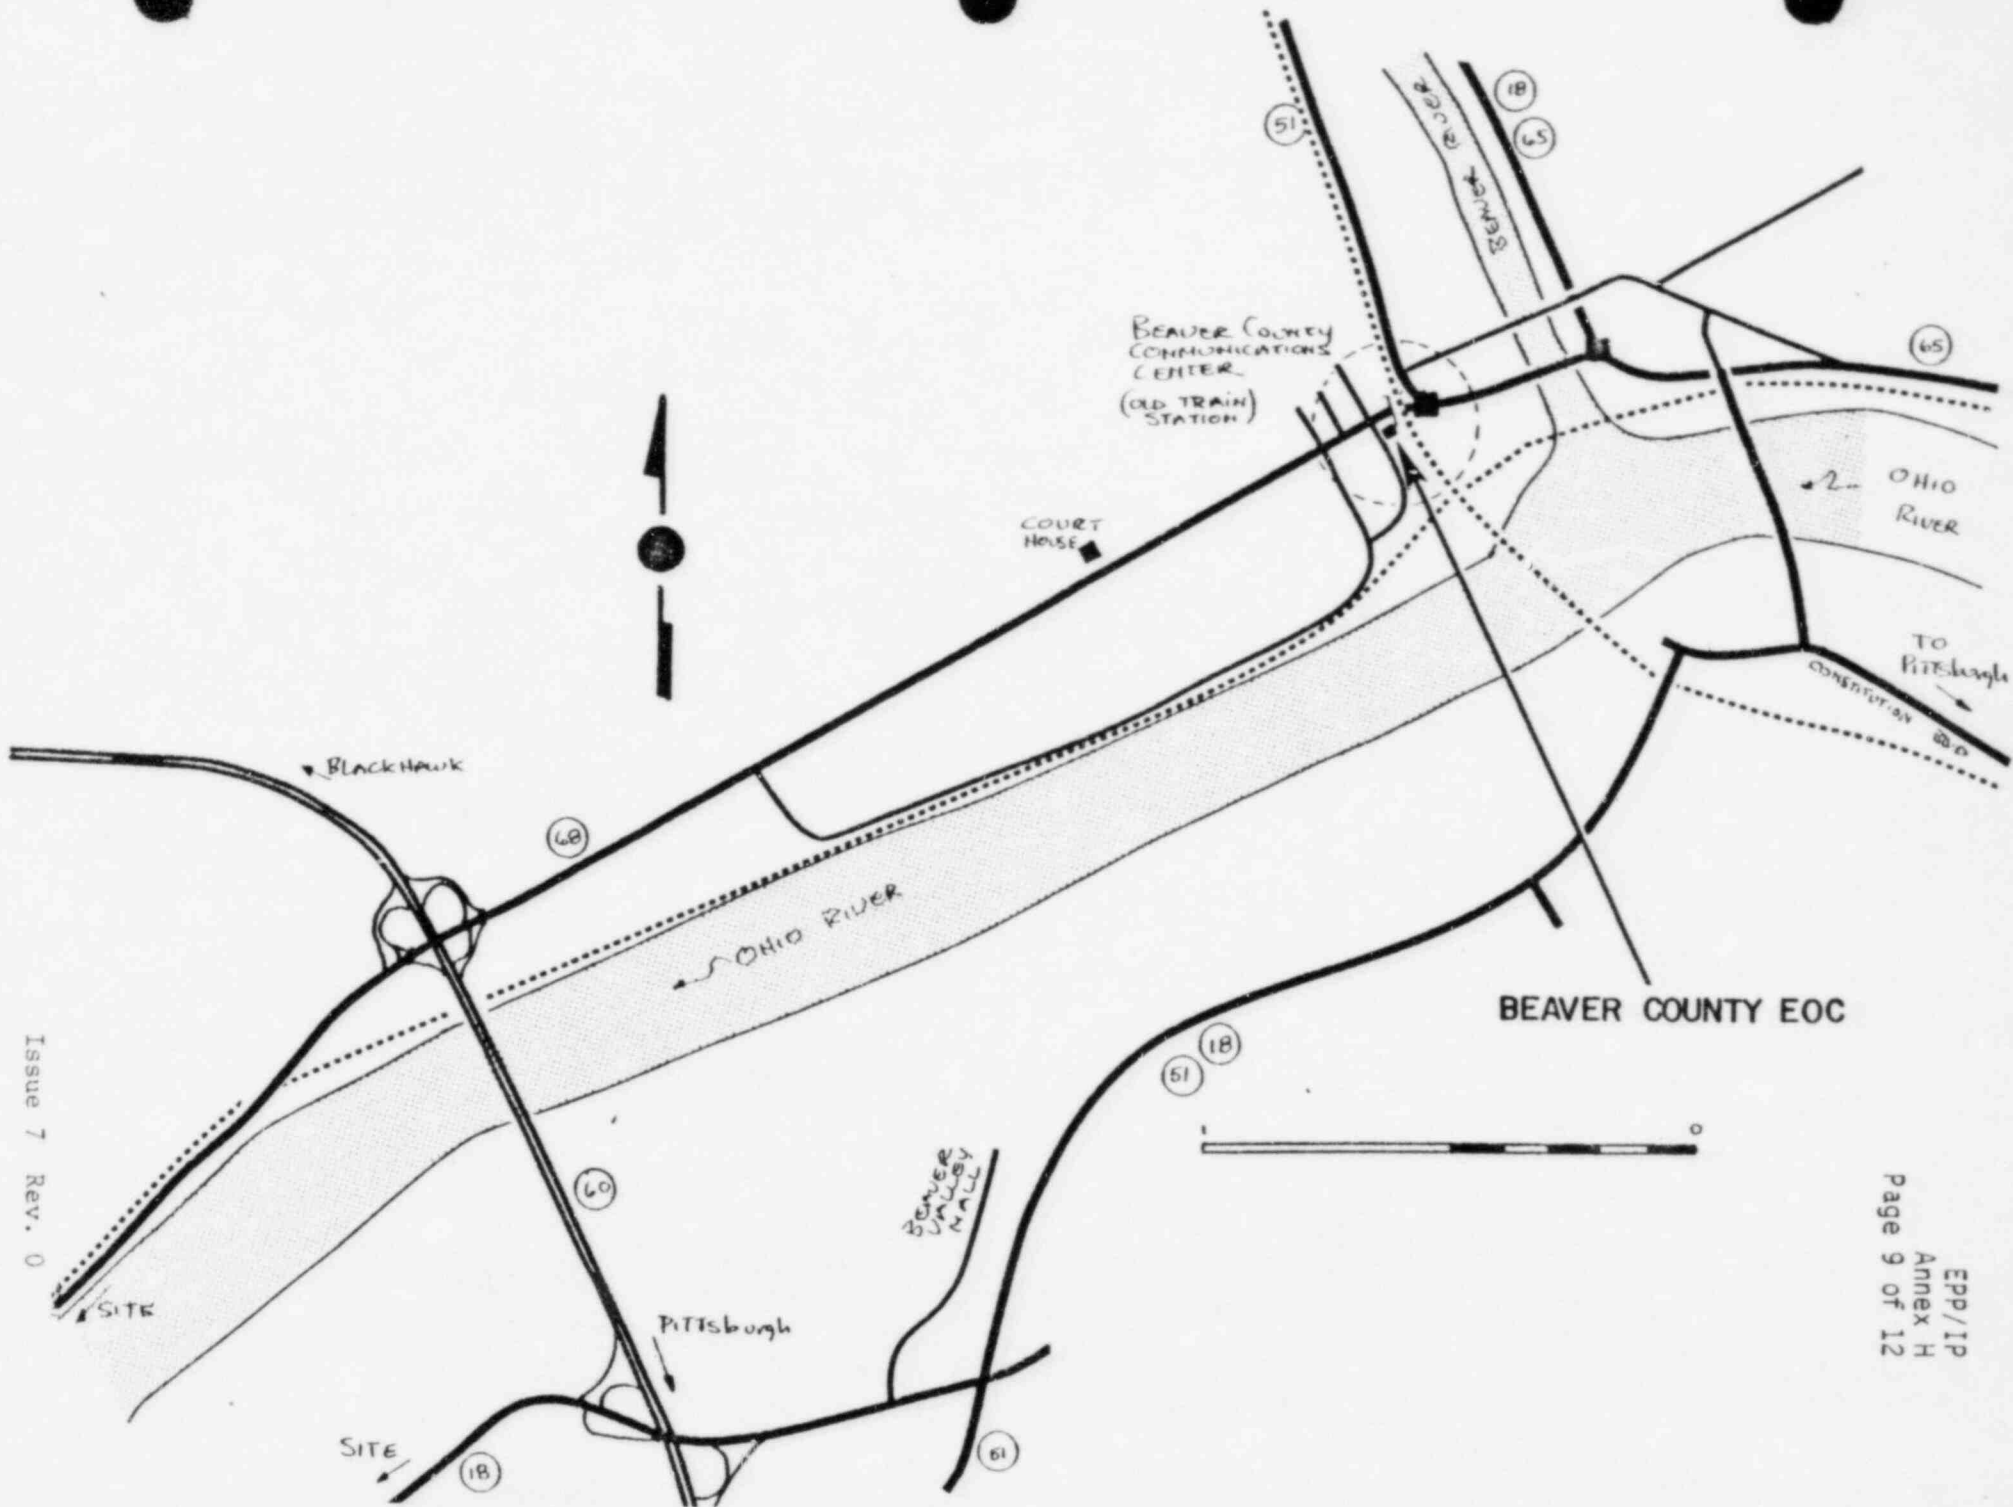 18
65
51
BEAVER RIVER
BEAVER COUNTY
COMMUNICATIONS
CENTER
(OLD TRAIN)
STATION)
65
OHIO
RIVER
COURT
HOUSE
TO
Pittsburgh
CONSTITUTION
BLVD
BLACKHAWK
68
OHIO RIVER
BEAVER COUNTY EOC
18
51
1
0
60
BEAVER
VALLEY
MALL
SITE
Pittsburgh
SITE
18
51
Issue 7 Rev. 0
EPP/IP
Annex H
Page 9 of 12